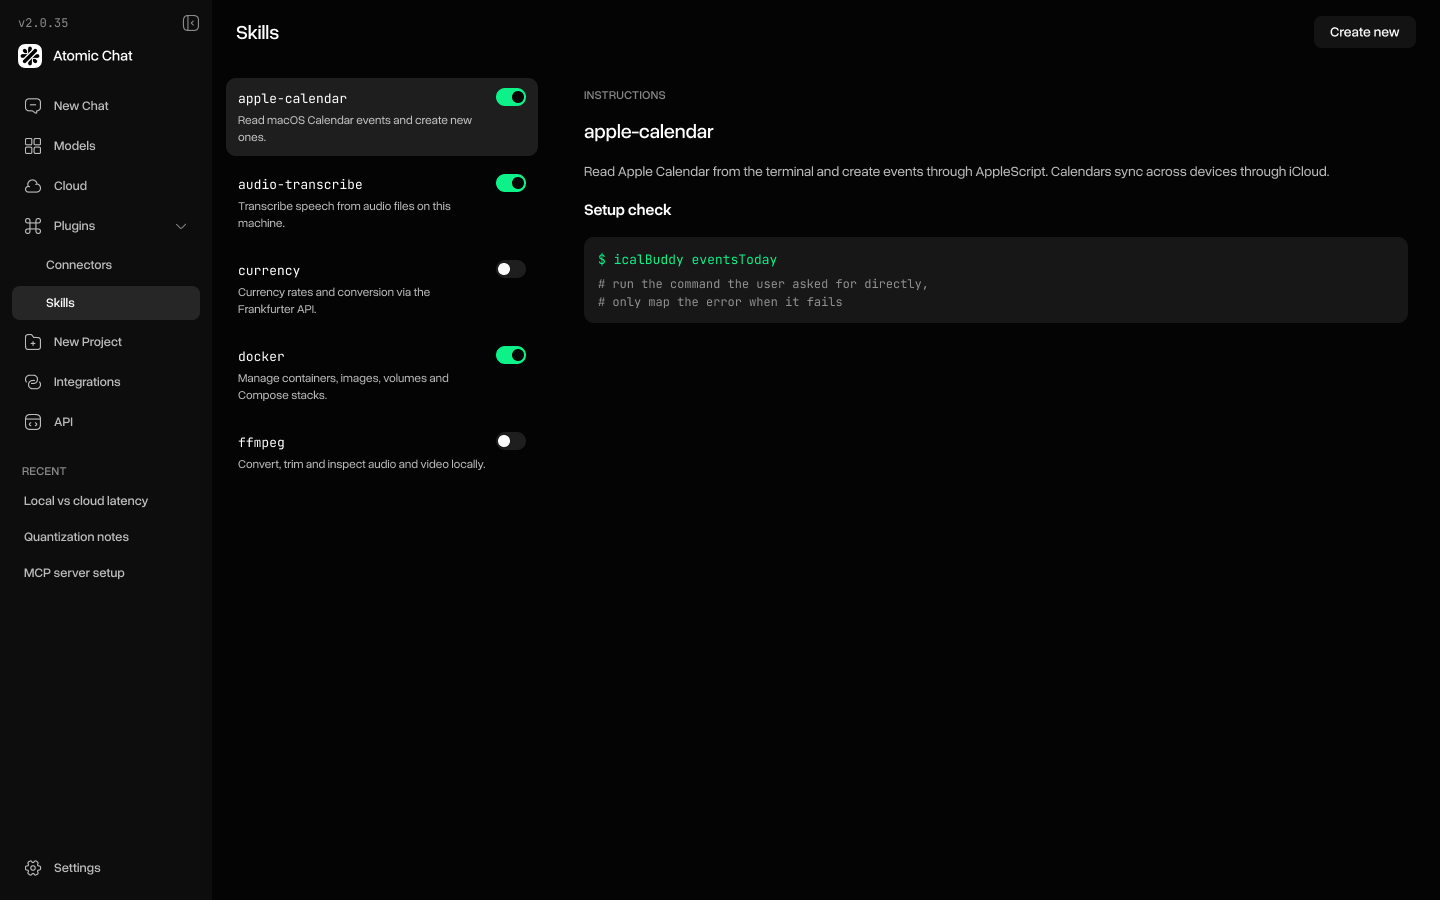 v2.0.35
Atomic Chat
New Chat
Models
Cloud
Plugins
Connectors
Skills
New Project
Integrations
API
RECENT
Local vs cloud latency
Quantization notes
MCP server setup
Settings
Skills
Create new
apple-calendar
Read macOS Calendar events and create new
ones.
audio-transcribe
Transcribe speech from audio files on this
machine.
currency
Currency rates and conversion via the
Frankfurter API.
docker
Manage containers, images, volumes and
Compose stacks.
ffmpeg
Convert, trim and inspect audio and video locally.
INSTRUCTIONS
apple-calendar
Read Apple Calendar from the terminal and create events through AppleScript. Calendars sync across devices through iCloud.
Setup check
$ icalBuddy eventsToday
# run the command the user asked for directly,
# only map the error when it fails